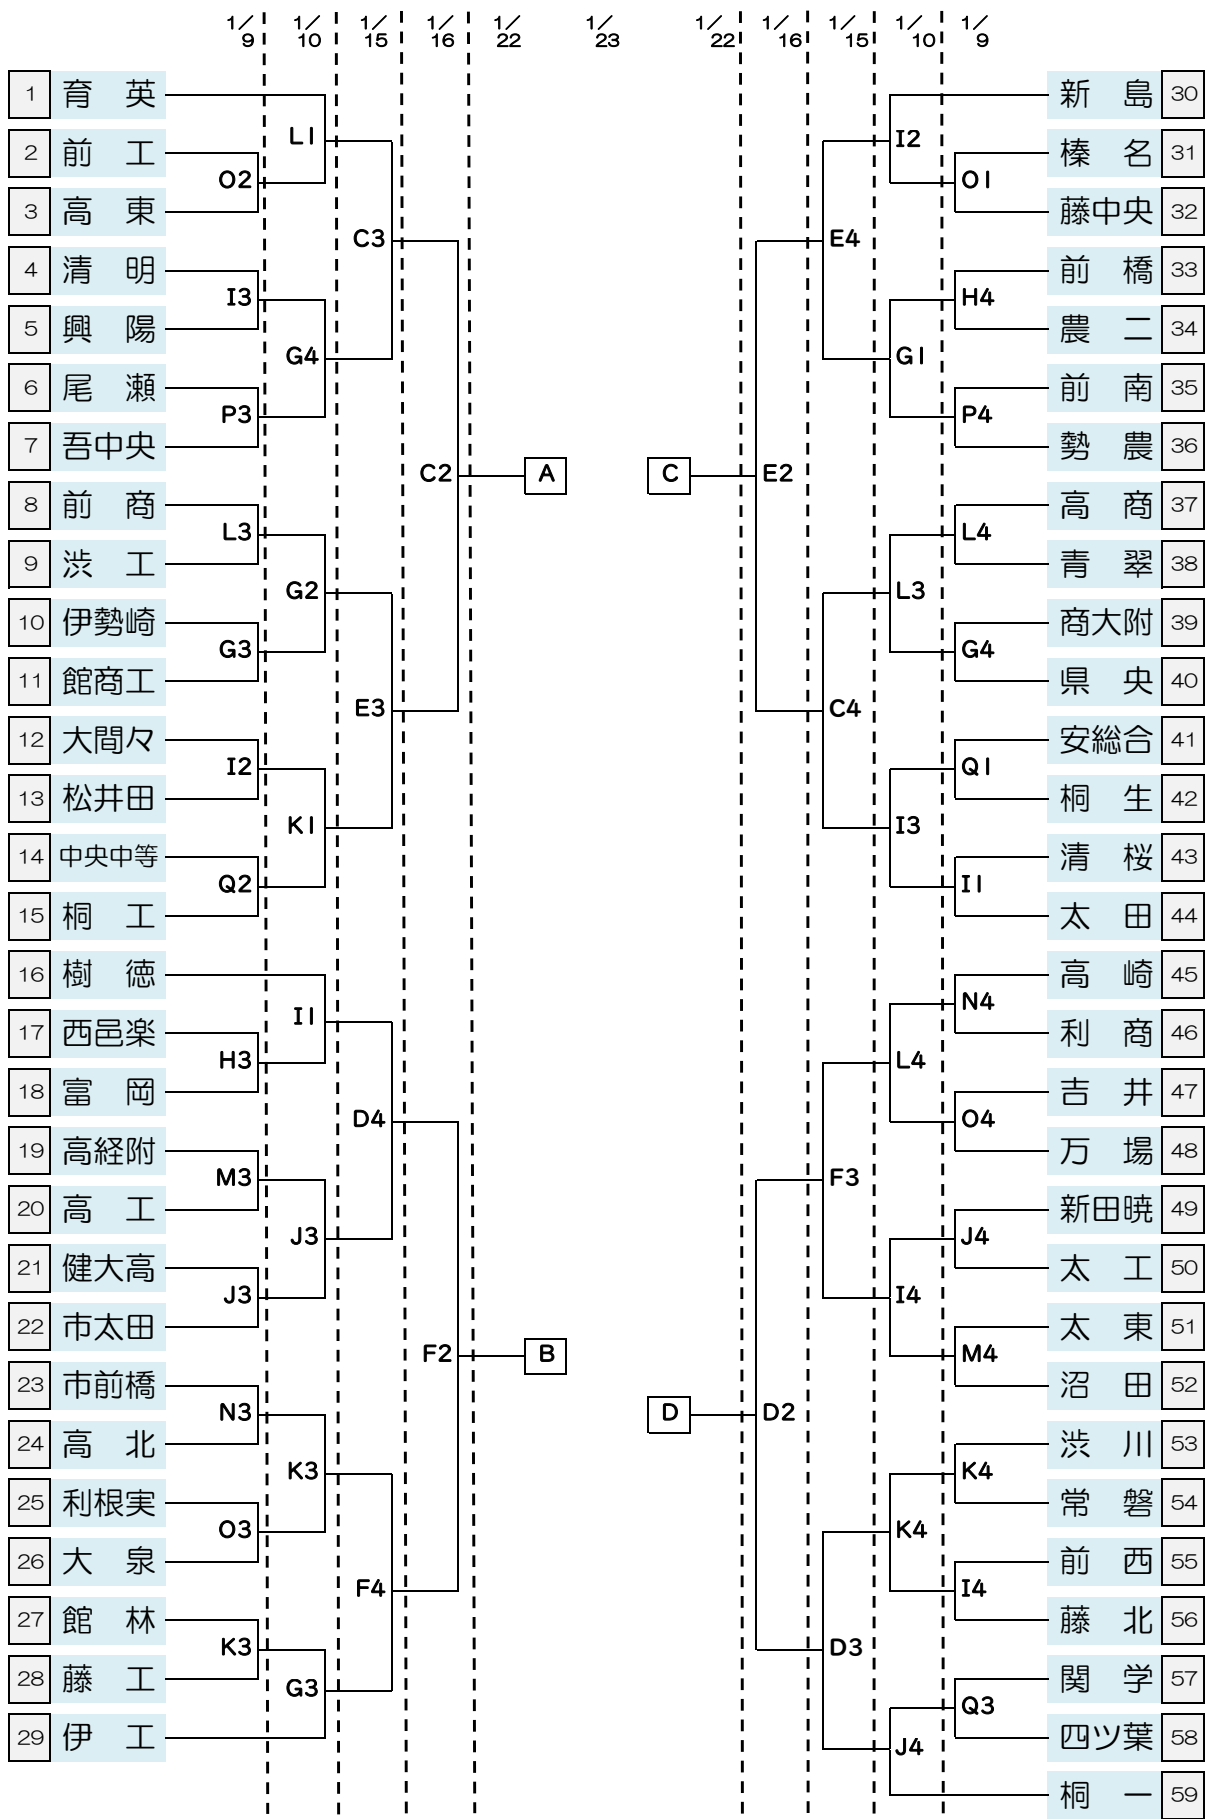 1／9 1／10 1／15 1／16 1／22 1／23 1／22 1／16 1／15 1／10 1／9
1 育 英
2 前 工
3 高 東
4 清 明
5 興 陽
6 尾 瀬
7 吾中央
8 前 商
9 渋 工
10 伊勢崎
11 館商工
12 大間々
13 松井田
14 中央中等
15 桐 工
16 樹 徳
17 西邑楽
18 富 岡
19 高経附
20 高 工
21 健大高
22 市太田
23 市前橋
24 高 北
25 利根実
26 大 泉
27 館 林
28 藤 工
29 伊 工
O2
I3
P3
L3
G3
I2
Q2
H3
M3
J3
N3
O3
K3
L1
G4
G2
K1
I1
J3
K3
G3
C3
E3
D4
F4
C2
F2
A
B
C
D
E2
D2
E4
C4
F3
D3
I2
G1
L3
I3
L4
I4
K4
J4
O1
H4
P4
L4
G4
Q1
I1
N4
O4
J4
M4
K4
I4
Q3
新 島 30
榛 名 31
藤中央 32
前 橋 33
農 二 34
前 南 35
勢 農 36
高 商 37
青 翠 38
商大附 39
県 央 40
安総合 41
桐 生 42
清 桜 43
太 田 44
高 崎 45
利 商 46
吉 井 47
万 場 48
新田暁 49
太 工 50
太 東 51
沼 田 52
渋 川 53
常 磐 54
前 西 55
藤 北 56
関 学 57
四ツ葉 58
桐 一 59